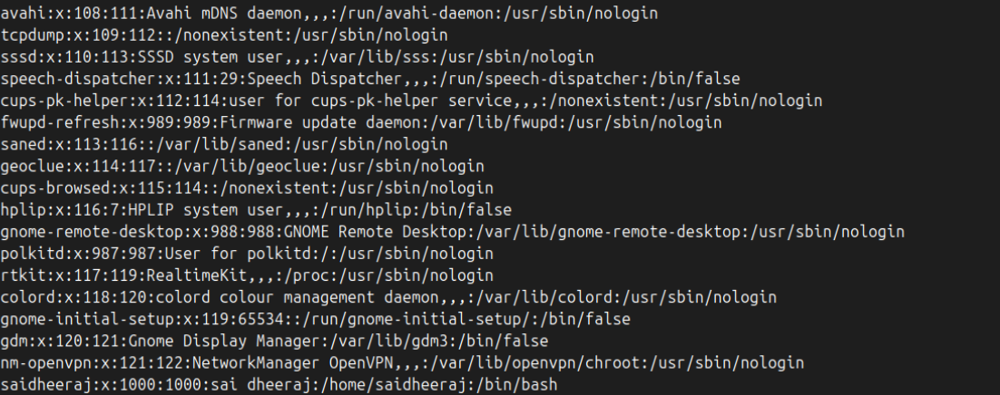 avahi:x:108:111:Avahi mDNS daemon,,,:/run/avahi-daemon:/usr/sbin/nologin
tcpdump:x:109:112::/nonexistent:/usr/sbin/nologin
sssd:x:110:113:SSSD system user,,,:/var/lib/sss:/usr/sbin/nologin
speech-dispatcher:x:111:29:Speech Dispatcher,,,:/run/speech-dispatcher:/bin/false
cups-pk-helper:x:112:114:user for cups-pk-helper service,,,:/nonexistent:/usr/sbin/nologin
fwupd-refresh:x:989:989:Firmware update daemon:/var/lib/fwupd:/usr/sbin/nologin
saned:x:113:116::/var/lib/saned:/usr/sbin/nologin
geoclue:x:114:117::/var/lib/geoclue:/usr/sbin/nologin
cups-browsed:x:115:114::/nonexistent:/usr/sbin/nologin
hplip:x:116:7:HPLIP system user,,,:/run/hplip:/bin/false
gnome-remote-desktop:x:988:988:GNOME Remote Desktop:/var/lib/gnome-remote-desktop:/usr/sbin/nologin
polkitd:x:987:987:User for polkitd:/:/usr/sbin/nologin
rtkit:x:117:119:RealtimeKit,,,:/proc:/usr/sbin/nologin
colord:x:118:120:colord colour management daemon,,,:/var/lib/colord:/usr/sbin/nologin
gnome-initial-setup:x:119:65534::/run/gnome-initial-setup/:/bin/false
gdm:x:120:121:Gnome Display Manager:/var/lib/gdm3:/bin/false
nm-openvpn:x:121:122:NetworkManager OpenVPN,,,:/var/lib/openvpn/chroot:/usr/sbin/nologin
saidheeraj:x:1000:1000:sai dheeraj:/home/saidheeraj:/bin/bash